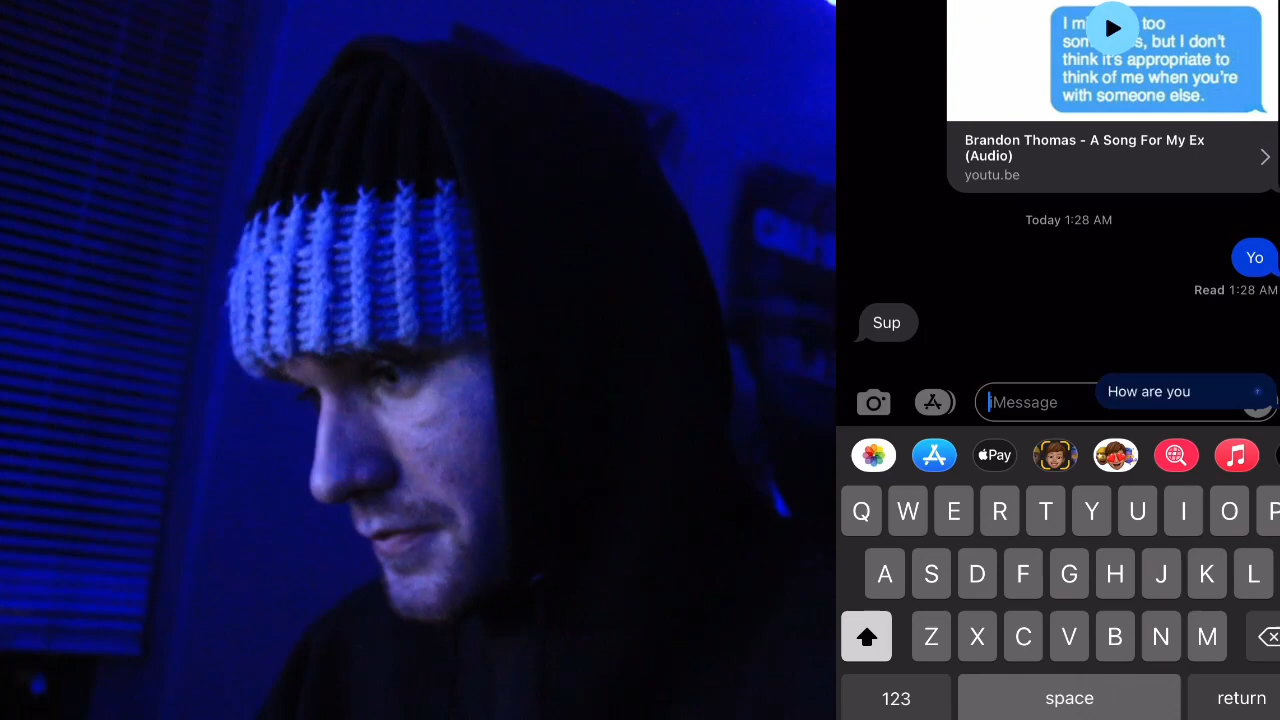 too
but I don't
think it's appropriate to
think of me when you're
with someone else.
Brandon Thomas - A Song For My Ex
(Audio)
youtu.be
Today 1:28 AM
Yo
Read 1:28 AM
Sup
How are you
iMessage
Pay
Q W E R T Y U I O P
A S D F G H J K L
Z X C V B N M
123 space return